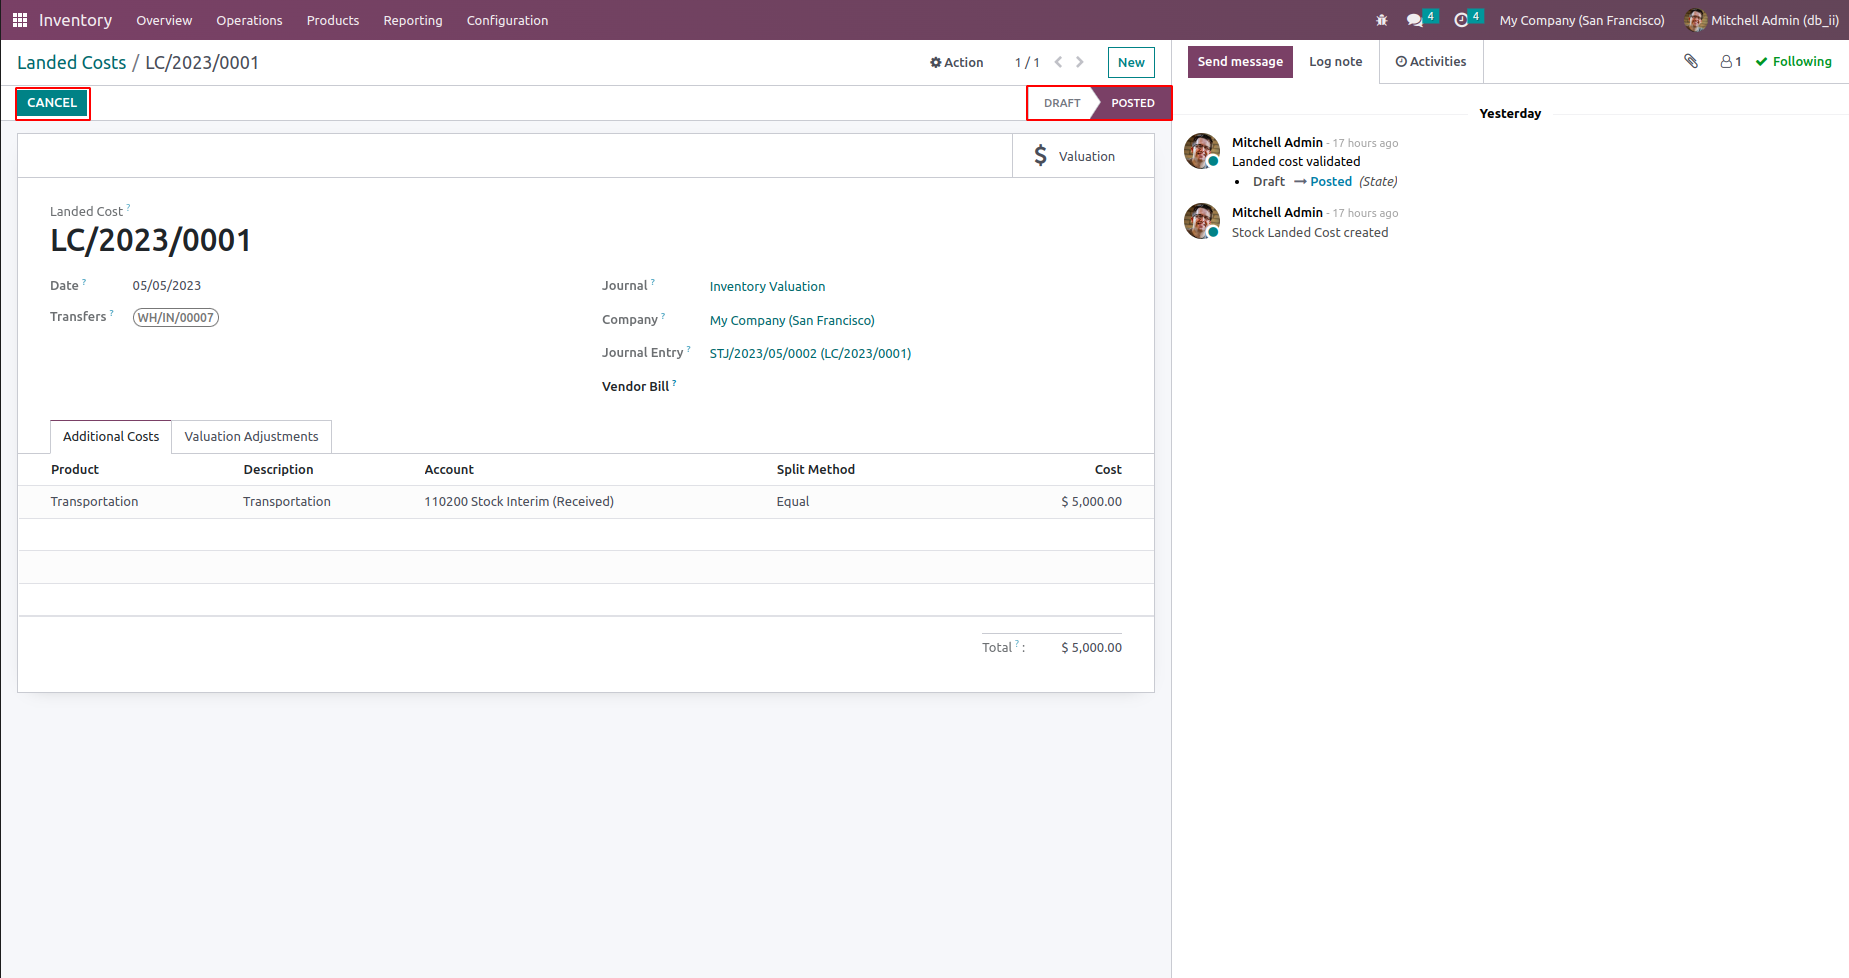 Inventory Overview Operations Products Reporting Configuration 4 4 My Company (San Francisco) Mitchell Admin (db_ii)
Landed Costs / LC/2023/0001 Action 1 / 1 New
CANCEL DRAFT POSTED
$ Valuation
Landed Cost ?
LC/2023/0001
Date ? 05/05/2023
Transfers ? WH/IN/00007
Journal ? Inventory Valuation
Company ? My Company (San Francisco)
Journal Entry ? STJ/2023/05/0002 (LC/2023/0001)
Vendor Bill ?
Additional Costs Valuation Adjustments
Product Description Account Split Method Cost
Transportation Transportation 110200 Stock Interim (Received) Equal $ 5,000.00
Total ? : $ 5,000.00
Send message Log note Activities 1 Following
Yesterday
Mitchell Admin - 17 hours ago
Landed cost validated
• Draft → Posted (State)
Mitchell Admin - 17 hours ago
Stock Landed Cost created